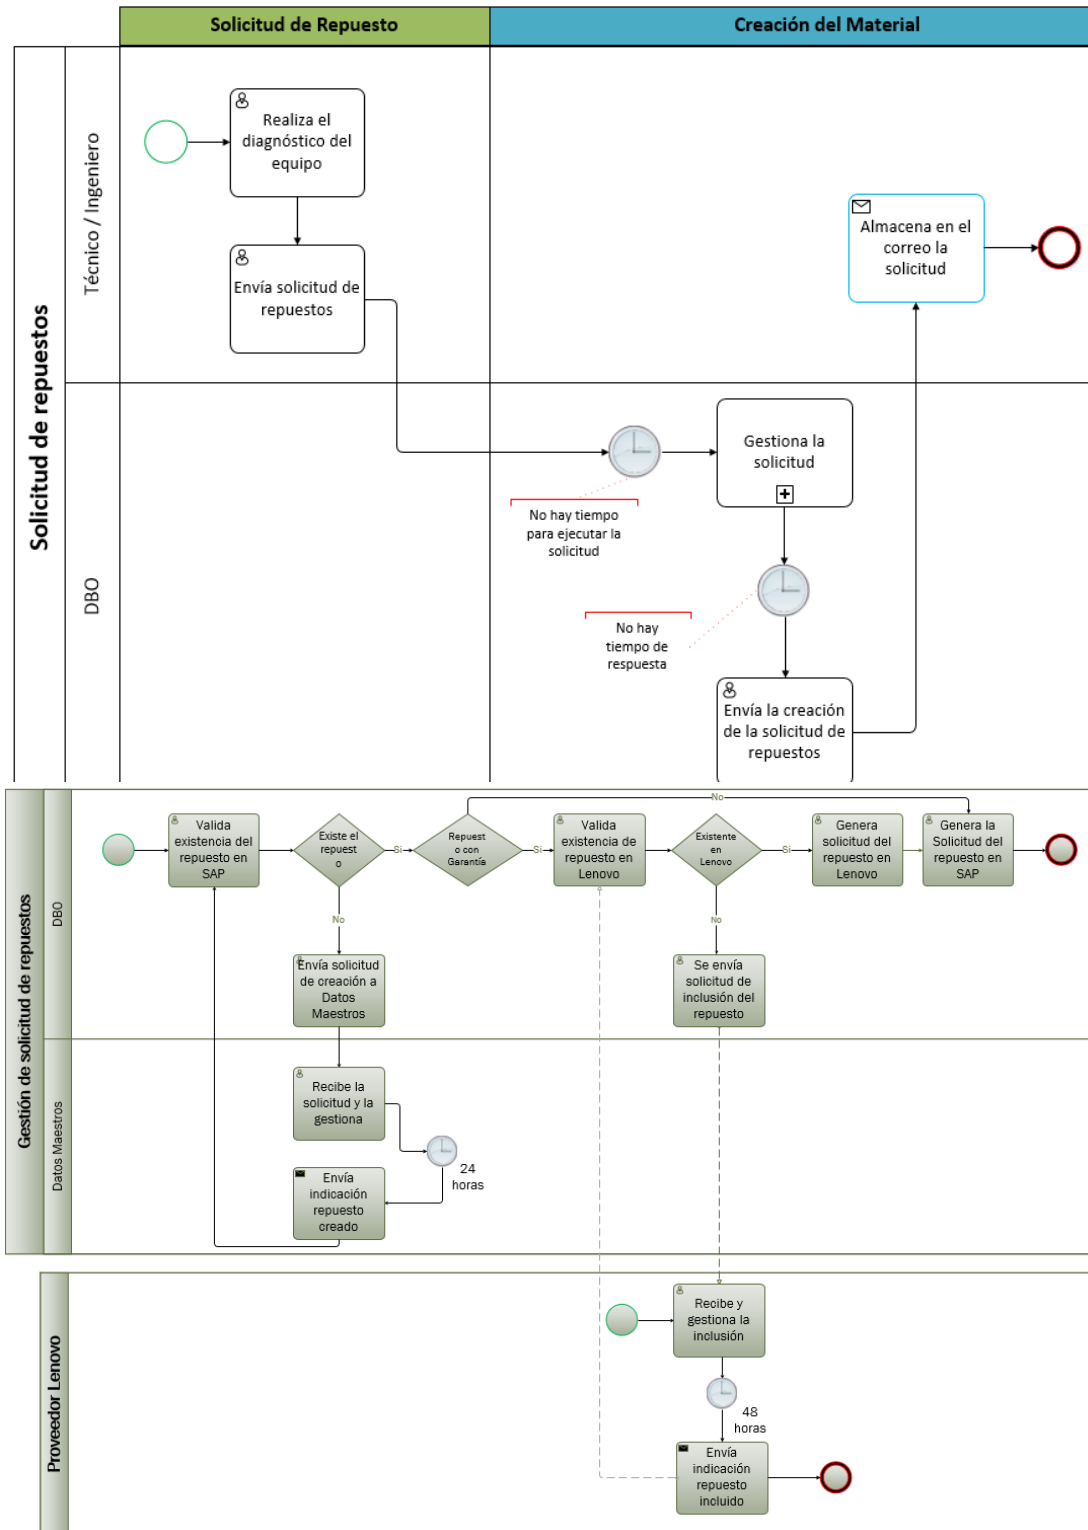 Solicitud de Repuesto
Creación del Material
Solicitud de repuestos
Técnico / Ingeniero
Realiza el
diagnóstico del
equipo
Envía solicitud de
repuestos
Almacena en el
correo la
solicitud
DBO
Gestiona la
solicitud
No hay tiempo
para ejecutar la
solicitud
No hay
tiempo de
respuesta
Envía la creación
de la solicitud de
repuestos
Gestión de solicitud de repuestos
DBO
No
Valida
existencia del
repuesto en
SAP
Existe el
repuest
o
Si
Repuest
o con
Garantía
Si
Valida
existencia de
repuesto en
Lenovo
Existente
en
Lenovo
Si
Genera
solicitud del
repuesto en
Lenovo
Genera la
Solicitud del
repuesto en
SAP
No
No
Envía solicitud
de creación a
Datos
Maestros
Se envía
solicitud de
inclusión del
repuesto
Datos Maestros
Recibe la
solicitud y la
gestiona
24
horas
Envía
indicación
repuesto
creado
Proveedor Lenovo
Recibe y
gestiona la
inclusión
48
horas
Envía
indicación
repuesto
incluido